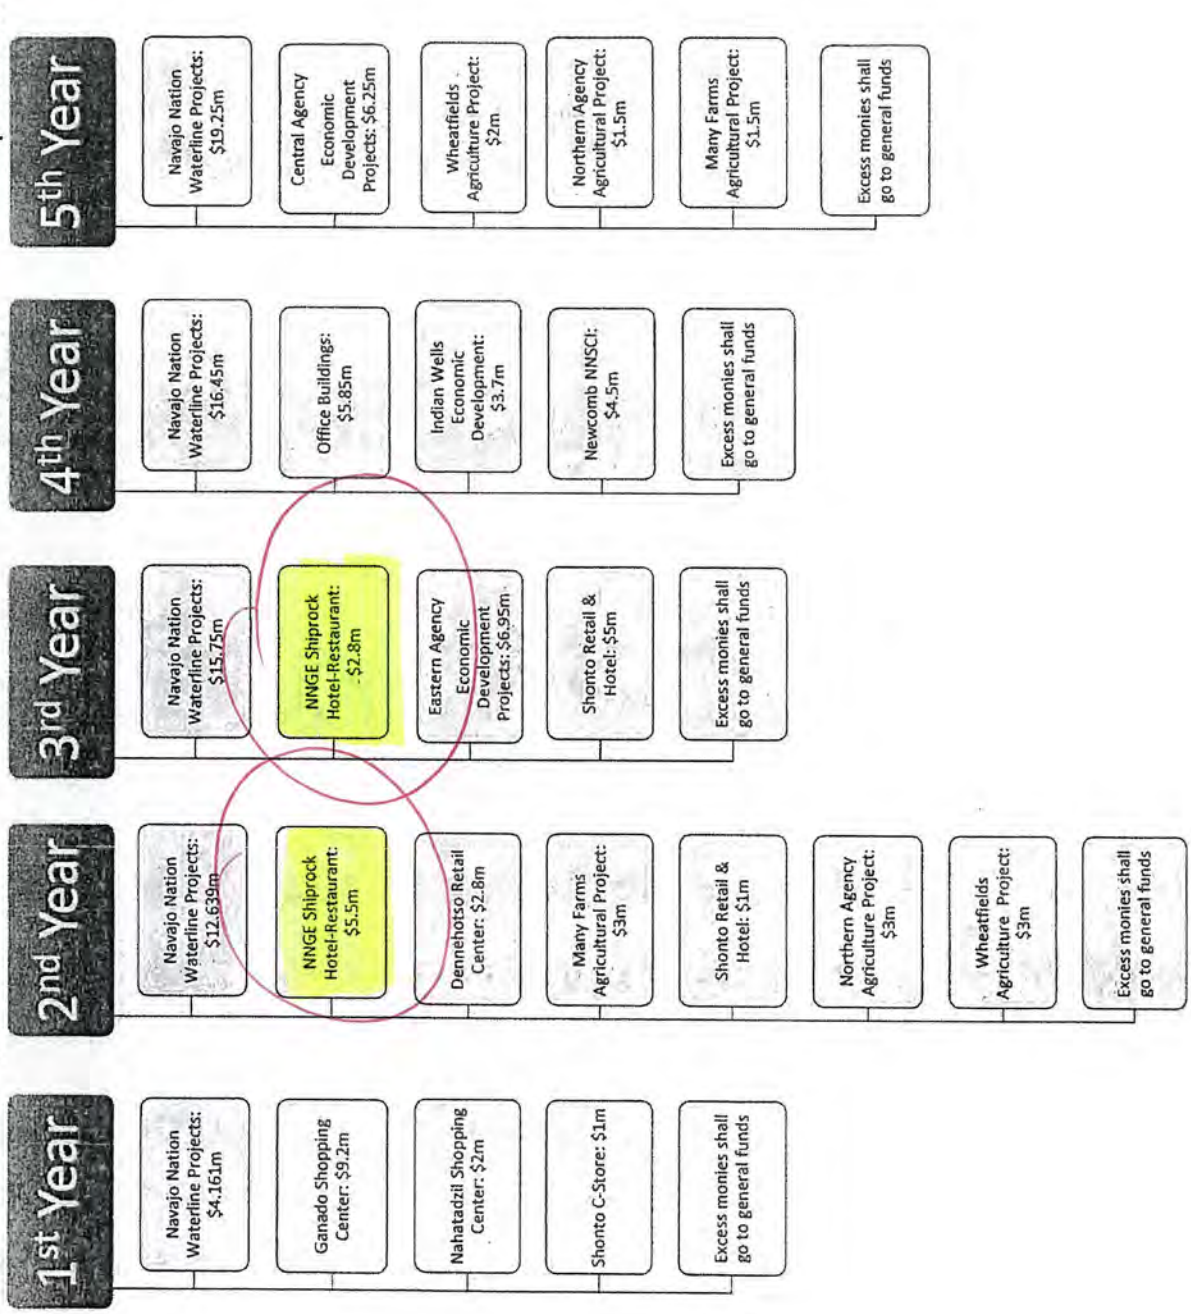 1st Year
Navajo Nation
Waterline Projects:
$4.161m
Ganado Shopping
Center: $9.2m
Nahatadzil Shopping
Center: $2m
Shonto C-Store: $1m
Excess monies shall
go to general funds
2nd Year
Navajo Nation
Waterline Projects:
$12.639m
NNGE Shiprock
Hotel-Restaurant:
$5.5m
Dennehotso Retail
Center: $2.8m
Many Farms
Agricultural Project:
$3m
Shonto Retail &
Hotel: $1m
Northern Agency
Agriculture Project:
$3m
Wheatfields
Agriculture Project:
$3m
Excess monies shall
go to general funds
3rd Year
Navajo Nation
Waterline Projects:
$15.75m
NNGE Shiprock
Hotel-Restaurant:
$2.8m
Eastern Agency
Economic
Development
Projects: $6.95m
Shonto Retail &
Hotel: $5m
Excess monies shall
go to general funds
4th Year
Navajo Nation
Waterline Projects:
$16.45m
Office Buildings:
$5.85m
Indian Wells
Economic
Development:
$3.7m
Newcomb NNSCI:
$4.5m
Excess monies shall
go to general funds
5th Year
Navajo Nation
Waterline Projects:
$19.25m
Central Agency
Economic
Development
Projects: $6.25m
Wheatfields
Agriculture Project:
$2m
Northern Agency
Agricultural Project:
$1.5m
Many Farms
Agricultural Project:
$1.5m
Excess monies shall
go to general funds